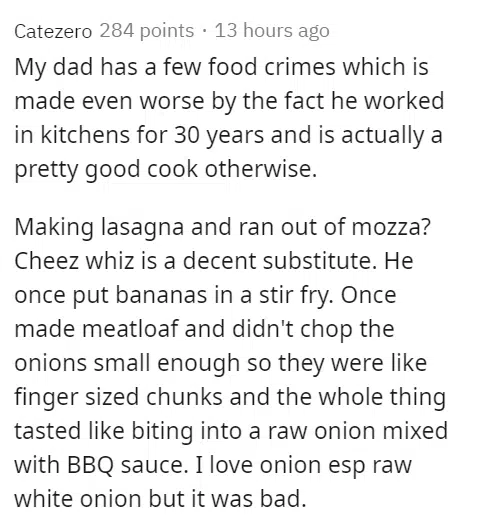 Catezero 284 points · 13 hours ago
My dad has a few food crimes which is
made even worse by the fact he worked
in kitchens for 30 years and is actually a
pretty good cook otherwise.
Making lasagna and ran out of mozza?
Cheez whiz is a decent substitute. He
once put bananas in a stir fry. Once
made meatloaf and didn't chop the
onions small enough so they were like
finger sized chunks and the whole thing
tasted like biting into a raw onion mixed
with BBQ sauce. I love onion esp raw
white onion but it was bad.